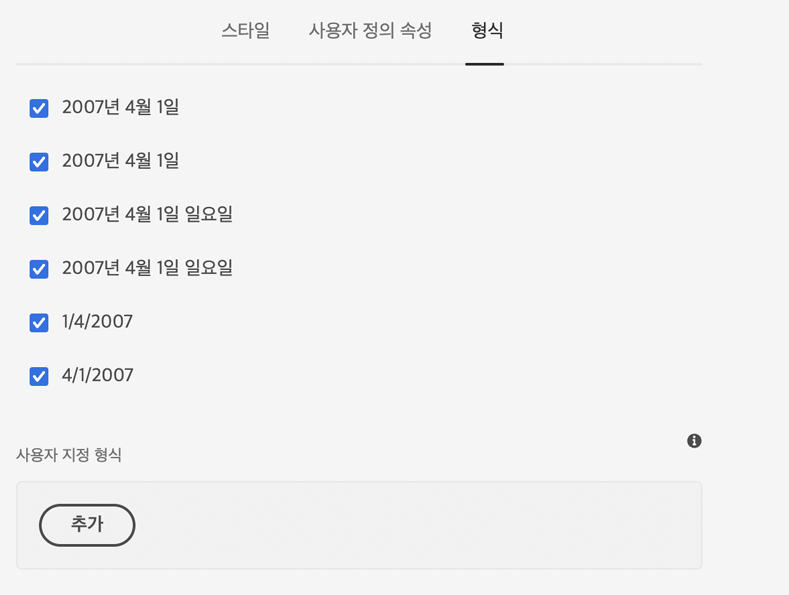 스타일 사용자 정의 속성 형식
2007년 4월 1일
2007년 4월 1일
2007년 4월 1일 일요일
2007년 4월 1일 일요일
1/4/2007
4/1/2007
사용자 지정 형식
추가